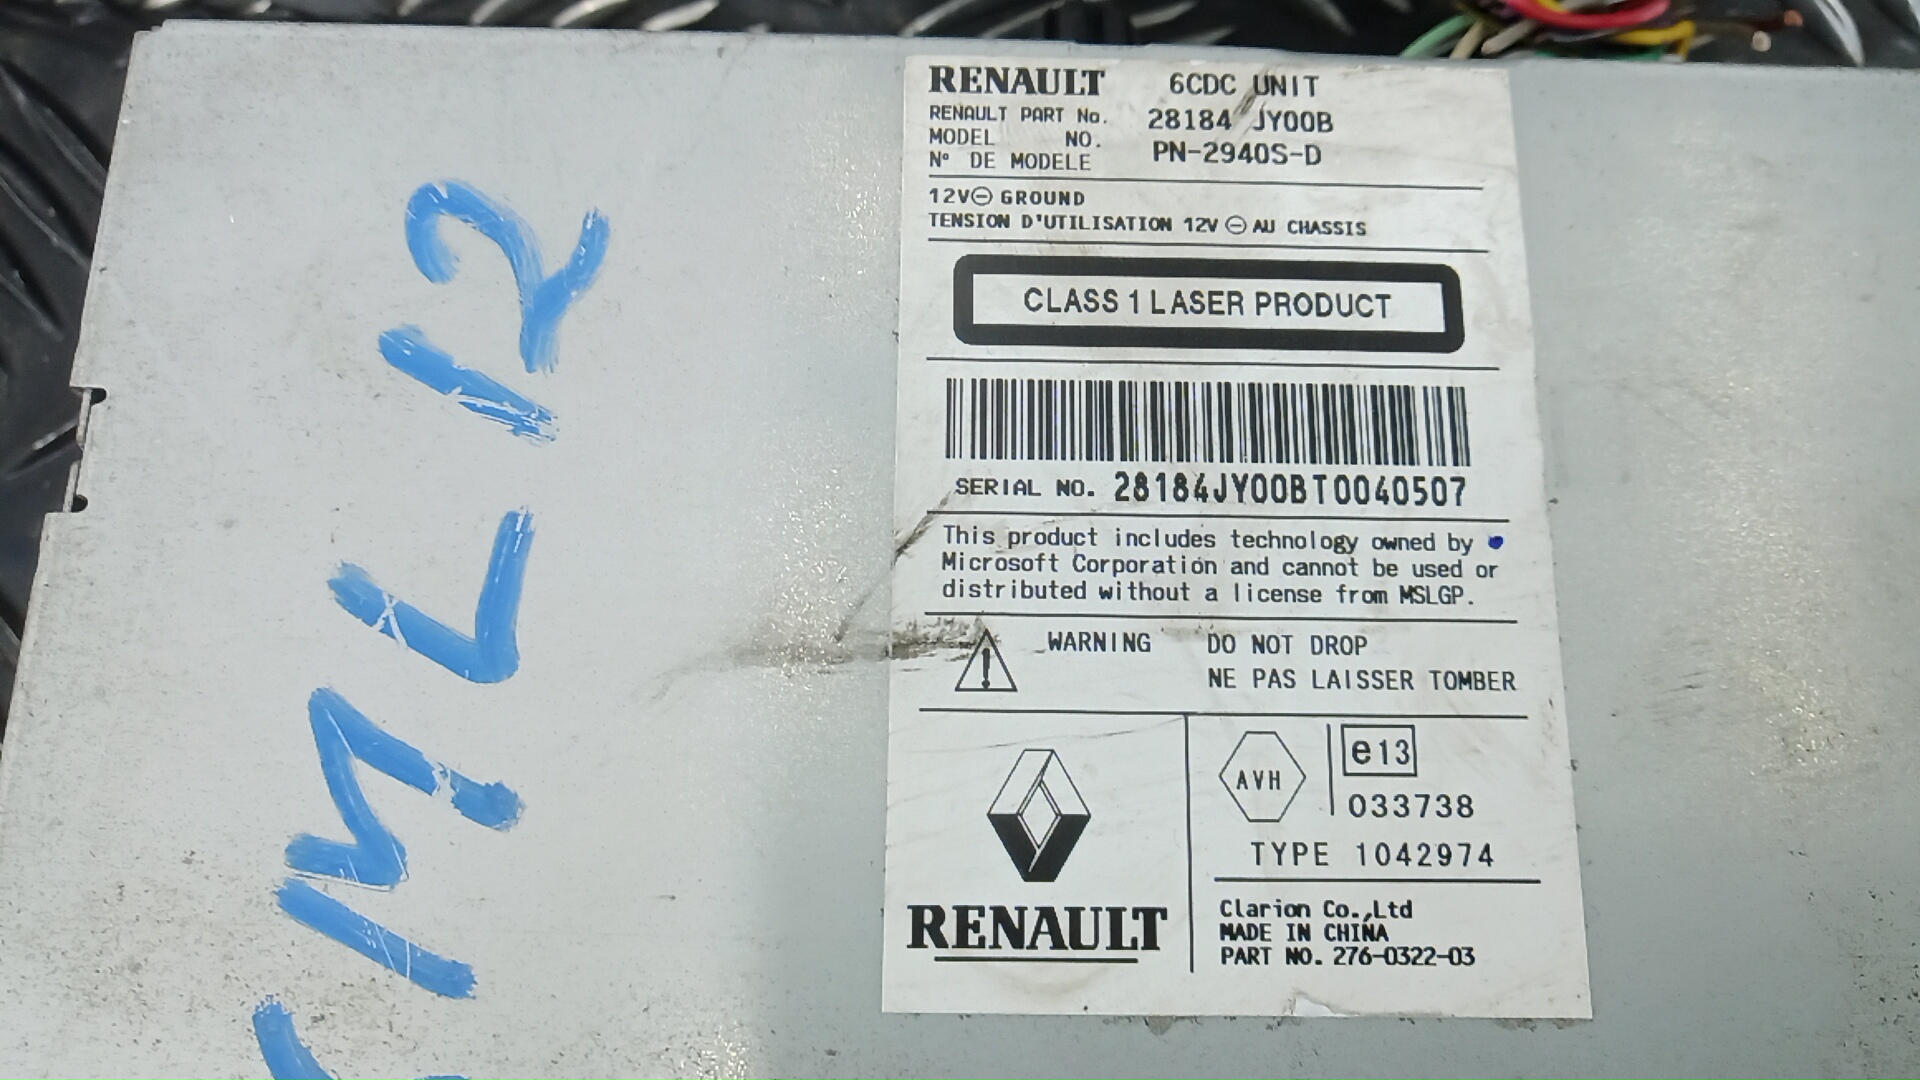 RENAULT 6CDC UNIT
RENAULT PART No. 28184 JY00B
MODEL NO.
Nº DE MODELE PN-2940S-D
12V⊖ GROUND
TENSION D'UTILISATION 12V ⊖ AU CHASSIS
CLASS 1 LASER PRODUCT
SERIAL NO. 28184JY00BT0040507
This product includes technology owned by
Microsoft Corporation and cannot be used or
distributed without a license from MSLGP.
WARNING DO NOT DROP
NE PAS LAISSER TOMBER
AVH
e13
033738
TYPE 1042974
RENAULT
Clarion Co.,Ltd
MADE IN CHINA
PART NO. 276-0322-03
ML12